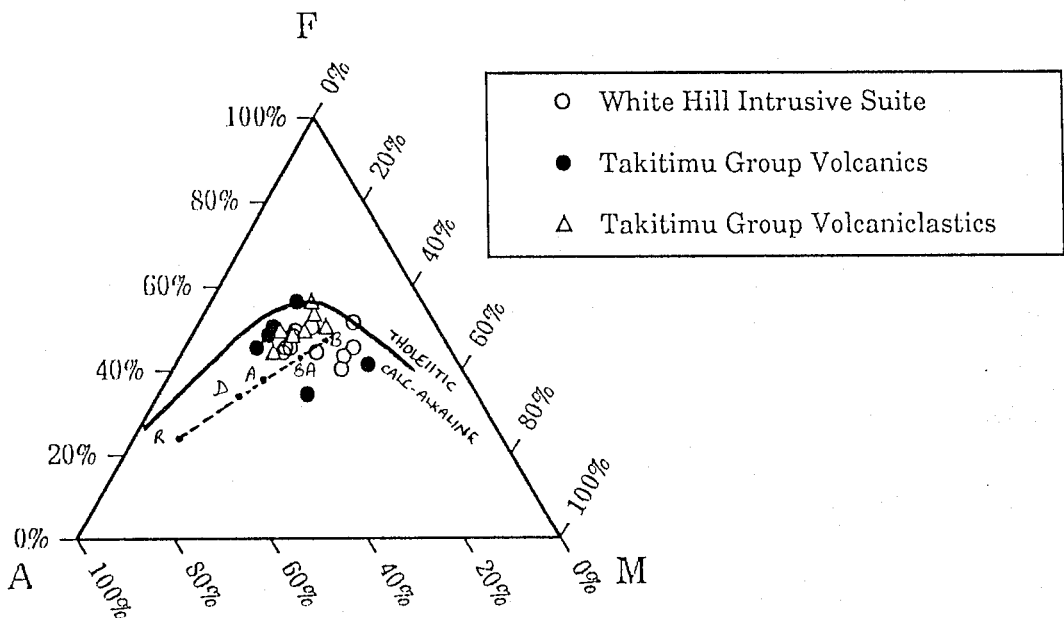 F
0%
100%
20%
80%
40%
60%
60%
40%
80%
20%
100%
0%
A
M
100%
80%
60%
40%
20%
0%
THOLEIITIC
CALC-ALKALINE
B
BA
A
D
R
White Hill Intrusive Suite
Takitimu Group Volcanics
Takitimu Group Volcaniclastics